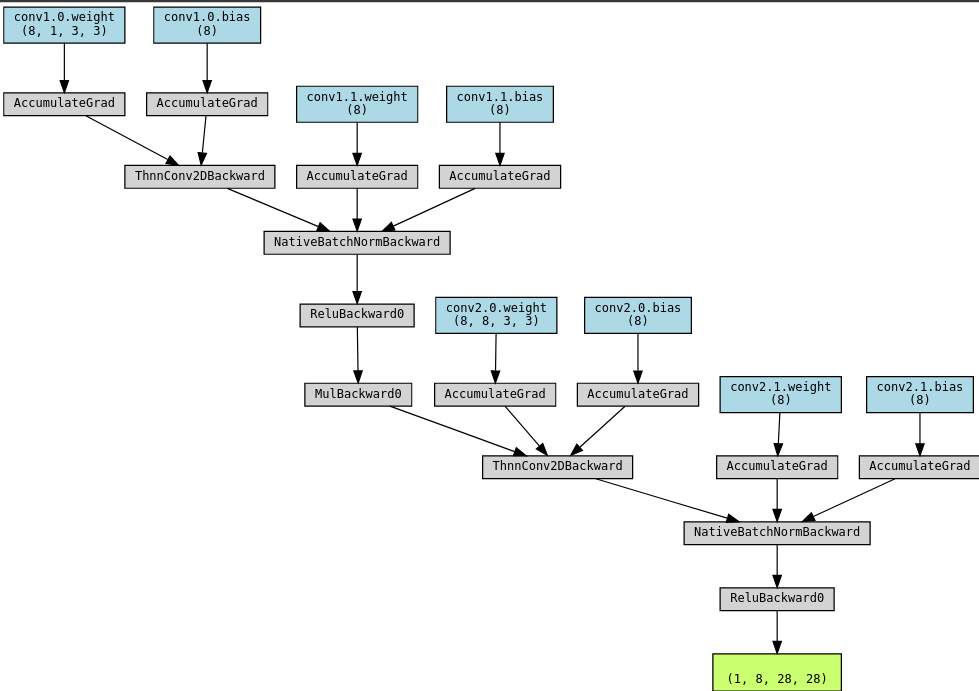 conv1.0.weight
(8, 1, 3, 3)
conv1.0.bias
(8)
AccumulateGrad
AccumulateGrad
conv1.1.weight
(8)
conv1.1.bias
(8)
ThnnConv2DBackward
AccumulateGrad
AccumulateGrad
NativeBatchNormBackward
ReluBackward0
conv2.0.weight
(8, 8, 3, 3)
conv2.0.bias
(8)
MulBackward0
AccumulateGrad
AccumulateGrad
conv2.1.weight
(8)
conv2.1.bias
(8)
ThnnConv2DBackward
AccumulateGrad
AccumulateGrad
NativeBatchNormBackward
ReluBackward0
(1, 8, 28, 28)